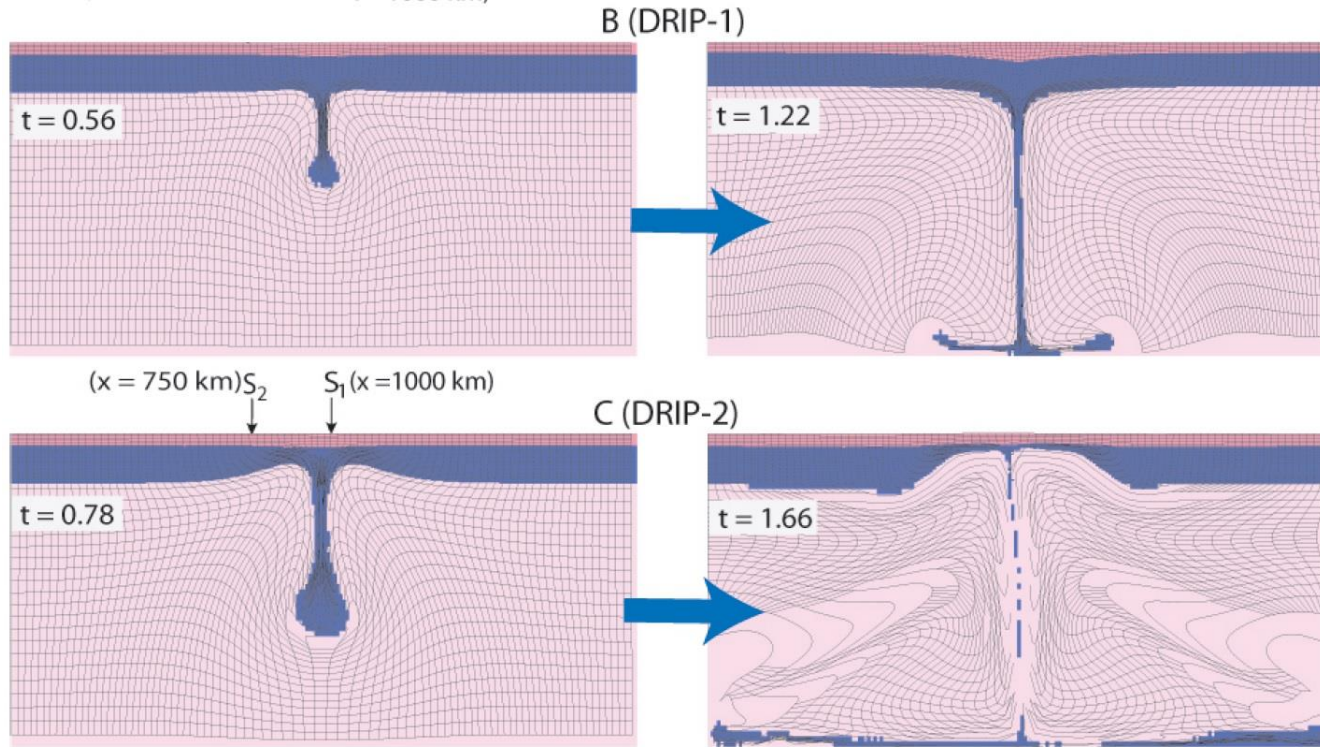 B (DRIP-1)
t = 0.56
t = 1.22
(x = 750 km)S2 S1(x =1000 km)
C (DRIP-2)
t = 0.78
t = 1.66